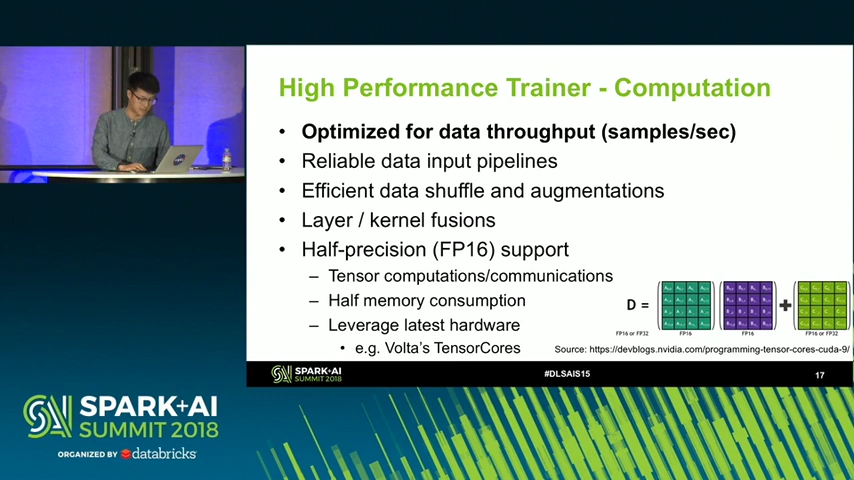 High Performance Trainer - Computation
• Optimized for data throughput (samples/sec)
• Reliable data input pipelines
• Efficient data shuffle and augmentations
• Layer / kernel fusions
• Half-precision (FP16) support
– Tensor computations/communications
– Half memory consumption
– Leverage latest hardware
• e.g. Volta's TensorCores
D =
FP16 or FP32
FP16
FP16
FP16 or FP32
Source: https://devblogs.nvidia.com/programming-tensor-cores-cuda-9/
SPARK+AI
SUMMIT 2018
#DLSAIS15
17
SPARK+AI
SUMMIT 2018
ORGANIZED BY databricks